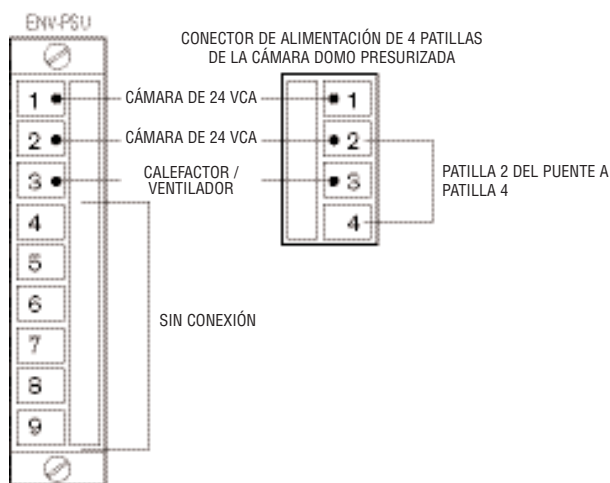 ENV-PSU
CONECTOR DE ALIMENTACIÓN DE 4 PATILLAS
DE LA CÁMARA DOMO PRESURIZADA
1 CÁMARA DE 24 VCA 1
2 CÁMARA DE 24 VCA 2
3 CALEFACTOR / 3
VENTILADOR
PATILLA 2 DEL PUENTE A
PATILLA 4
4 4
5
6
SIN CONEXIÓN
7
8
9